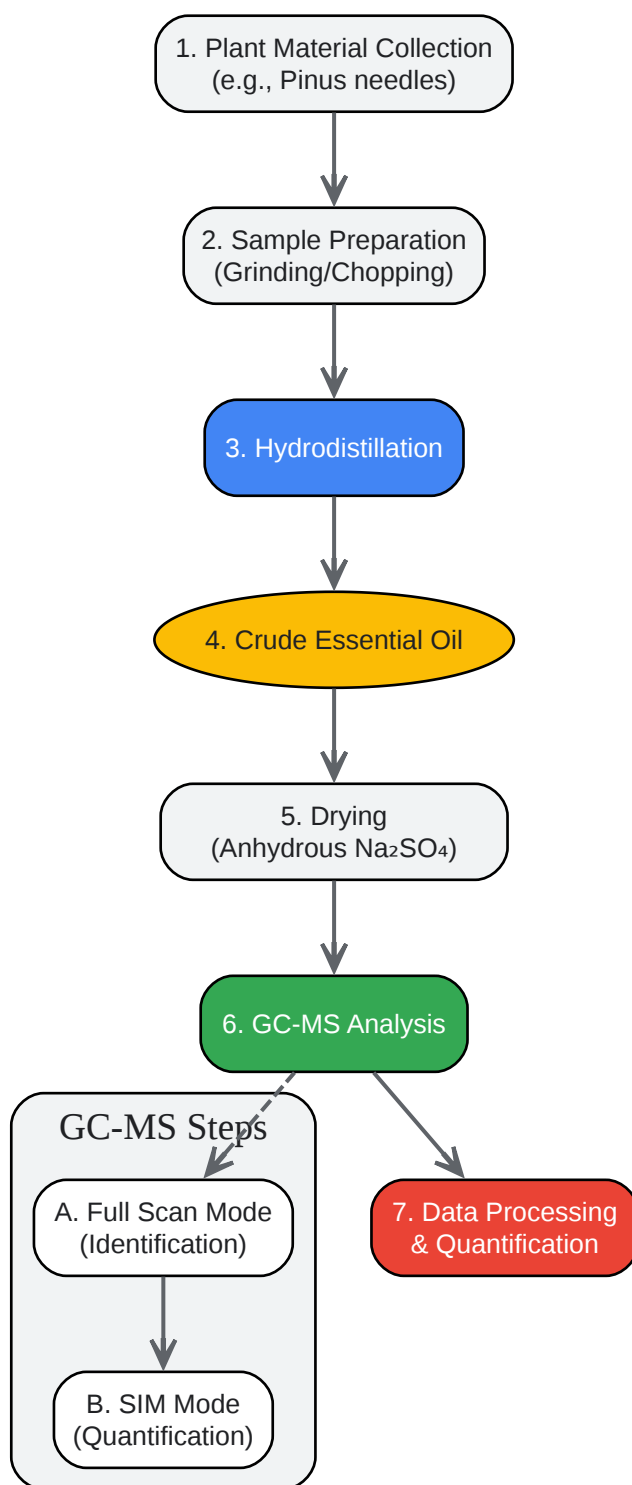 1. Plant Material Collection
(e.g., Pinus needles)
2. Sample Preparation
(Grinding/Chopping)
3. Hydrodistillation
4. Crude Essential Oil
5. Drying
(Anhydrous Na₂SO₄)
6. GC-MS Analysis
GC-MS Steps
A. Full Scan Mode
(Identification)
B. SIM Mode
(Quantification)
7. Data Processing
& Quantification